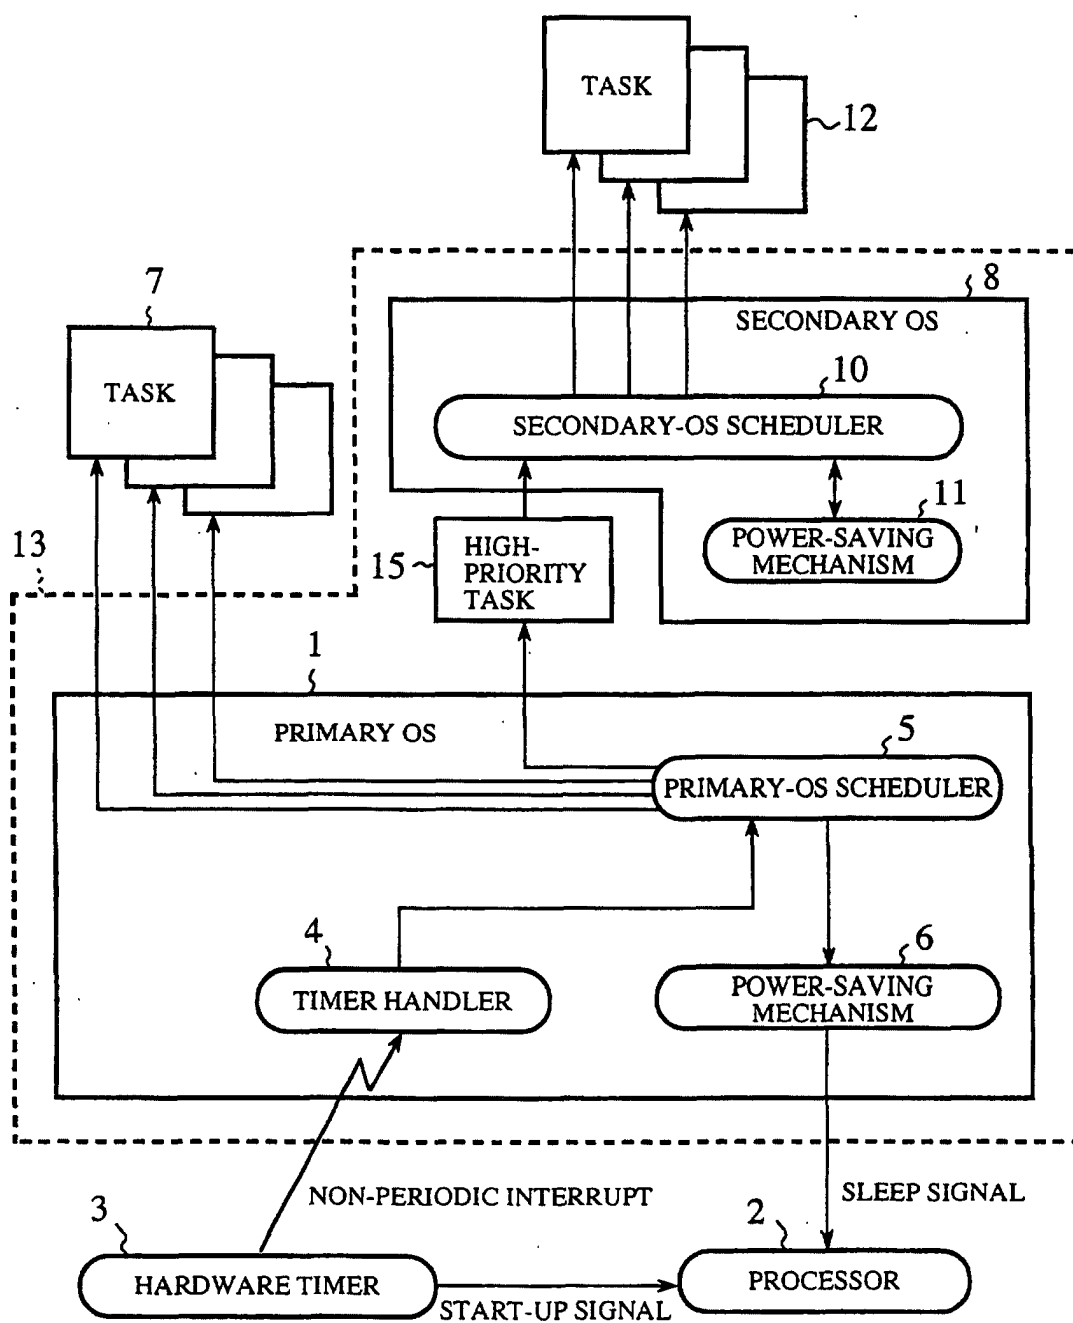 TASK
12
7
8
SECONDARY OS
TASK
10
SECONDARY-OS SCHEDULER
11
13
15
HIGH-
PRIORITY
TASK
POWER-SAVING
MECHANISM
1
PRIMARY OS
5
PRIMARY-OS SCHEDULER
4
6
TIMER HANDLER
POWER-SAVING
MECHANISM
NON-PERIODIC INTERRUPT
SLEEP SIGNAL
3
2
HARDWARE TIMER
START-UP SIGNAL
PROCESSOR